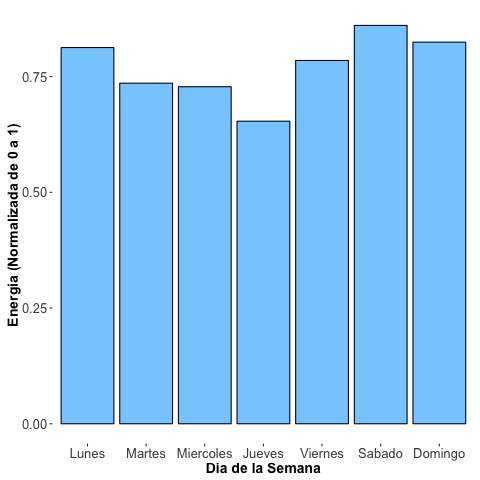 Energia (Normalizada de 0 a 1)
0.75
0.50
0.25
0.00
Lunes Martes Miercoles Jueves Viernes Sabado Domingo
Dia de la Semana